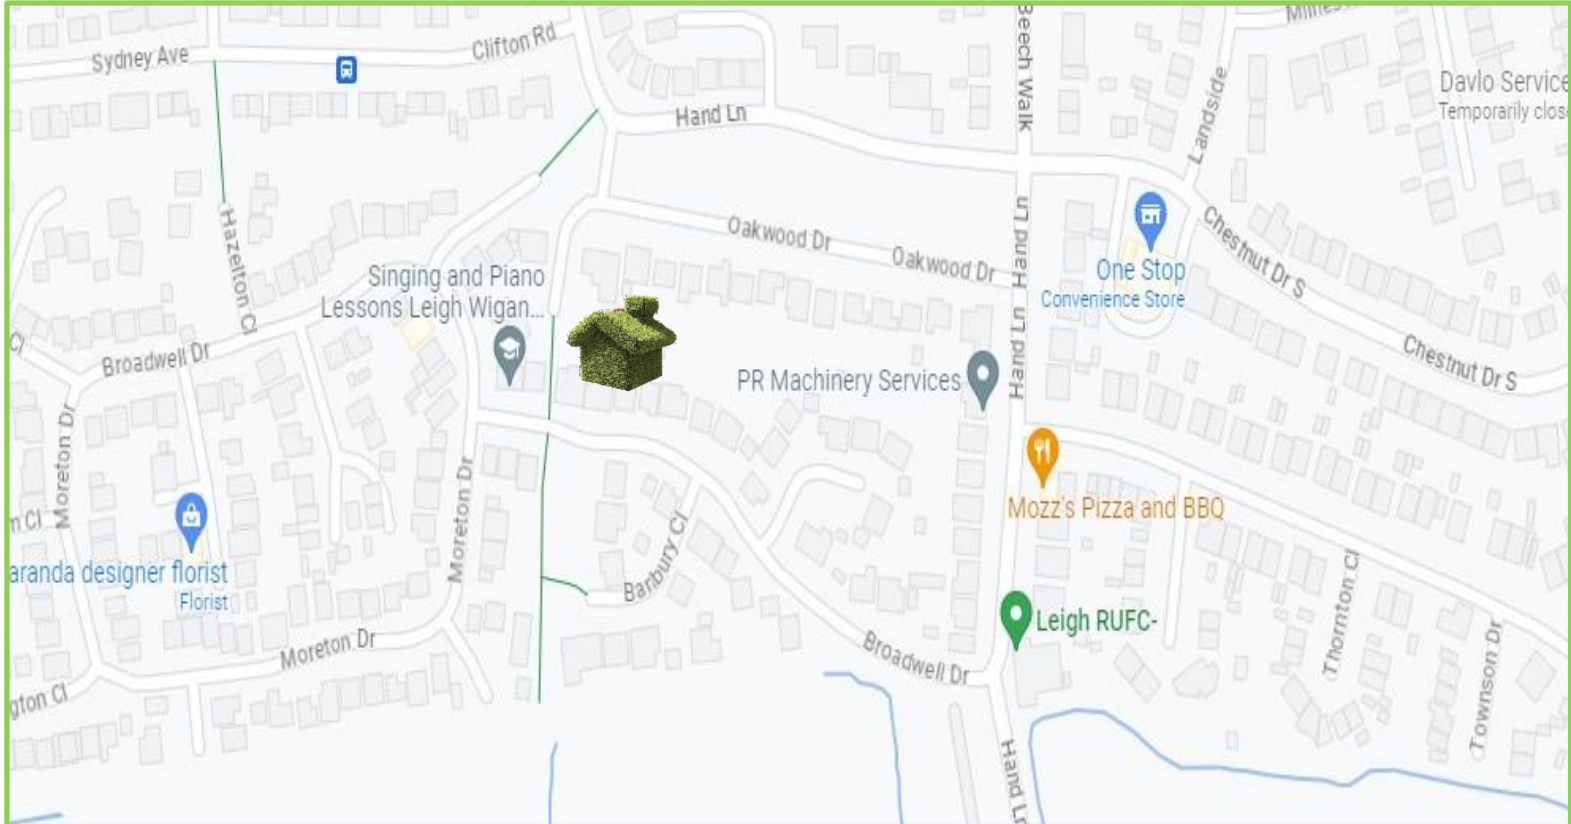 Sydney Ave
Clifton Rd
Hand Ln
Beech Walk
Landside
Davlo Service
Temporarily clos
Hazelton Cl
Oakwood Dr
Oakwood Dr
Hand Ln
Hand Ln
Chestnut Dr S
Singing and Piano
Lessons Leigh Wigan...
One Stop
Convenience Store
Broadwell Dr
Cl
Chestnut Dr S
PR Machinery Services
Moreton Dr
Moreton Dr
Mozz's Pizza and BBQ
m Cl
aranda designer florist
Florist
Barbury Cl
Leigh RUFC-
Thornton Cl
Moreton Dr
Broadwell Dr
Townson Dr
gton Cl
Hand Ln